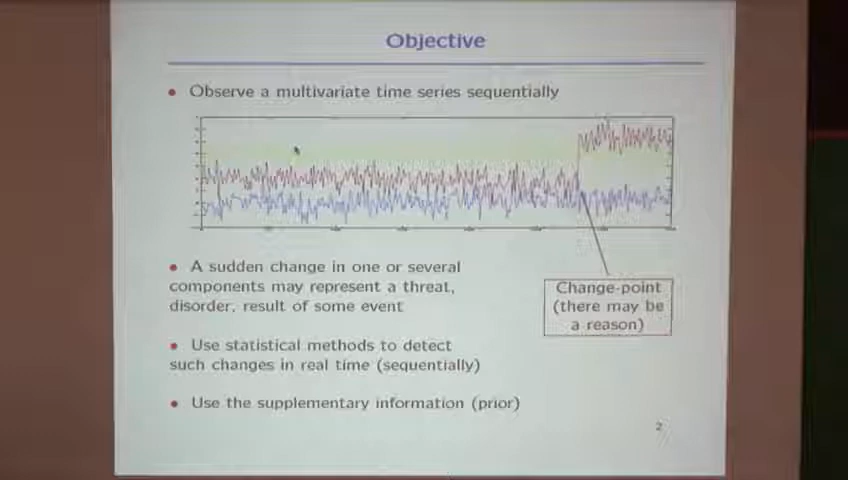 Objective
• Observe a multivariate time series sequentially
• A sudden change in one or several
components may represent a threat,
disorder, result of some event
Change-point
(there may be
a reason)
• Use statistical methods to detect
such changes in real time (sequentially)
• Use the supplementary information (prior)
2